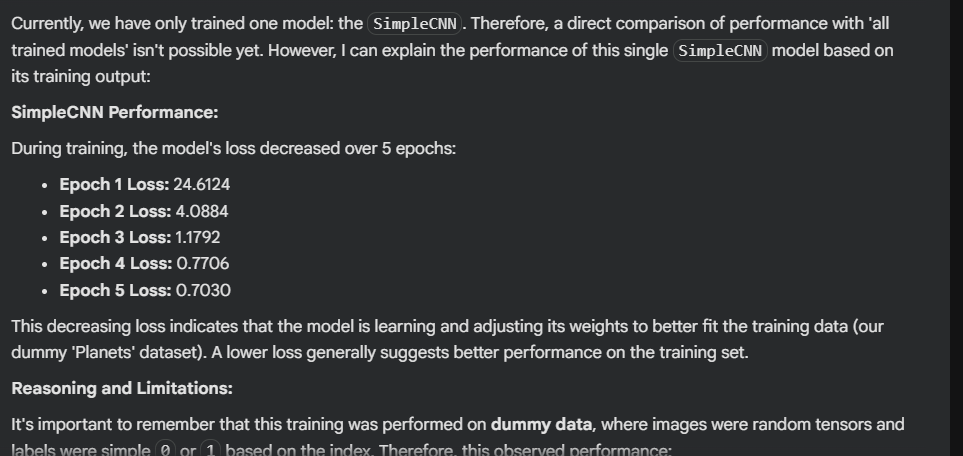 Currently, we have only trained one model: the SimpleCNN. Therefore, a direct comparison of performance with 'all
trained models' isn't possible yet. However, I can explain the performance of this single SimpleCNN model based on
its training output:
SimpleCNN Performance:
During training, the model's loss decreased over 5 epochs:
• Epoch 1 Loss: 24.6124
• Epoch 2 Loss: 4.0884
• Epoch 3 Loss: 1.1792
• Epoch 4 Loss: 0.7706
• Epoch 5 Loss: 0.7030
This decreasing loss indicates that the model is learning and adjusting its weights to better fit the training data (our
dummy 'Planets' dataset). A lower loss generally suggests better performance on the training set.
Reasoning and Limitations:
It's important to remember that this training was performed on dummy data, where images were random tensors and
labels were simple 0 or 1 based on the index. Therefore, this observed performance: